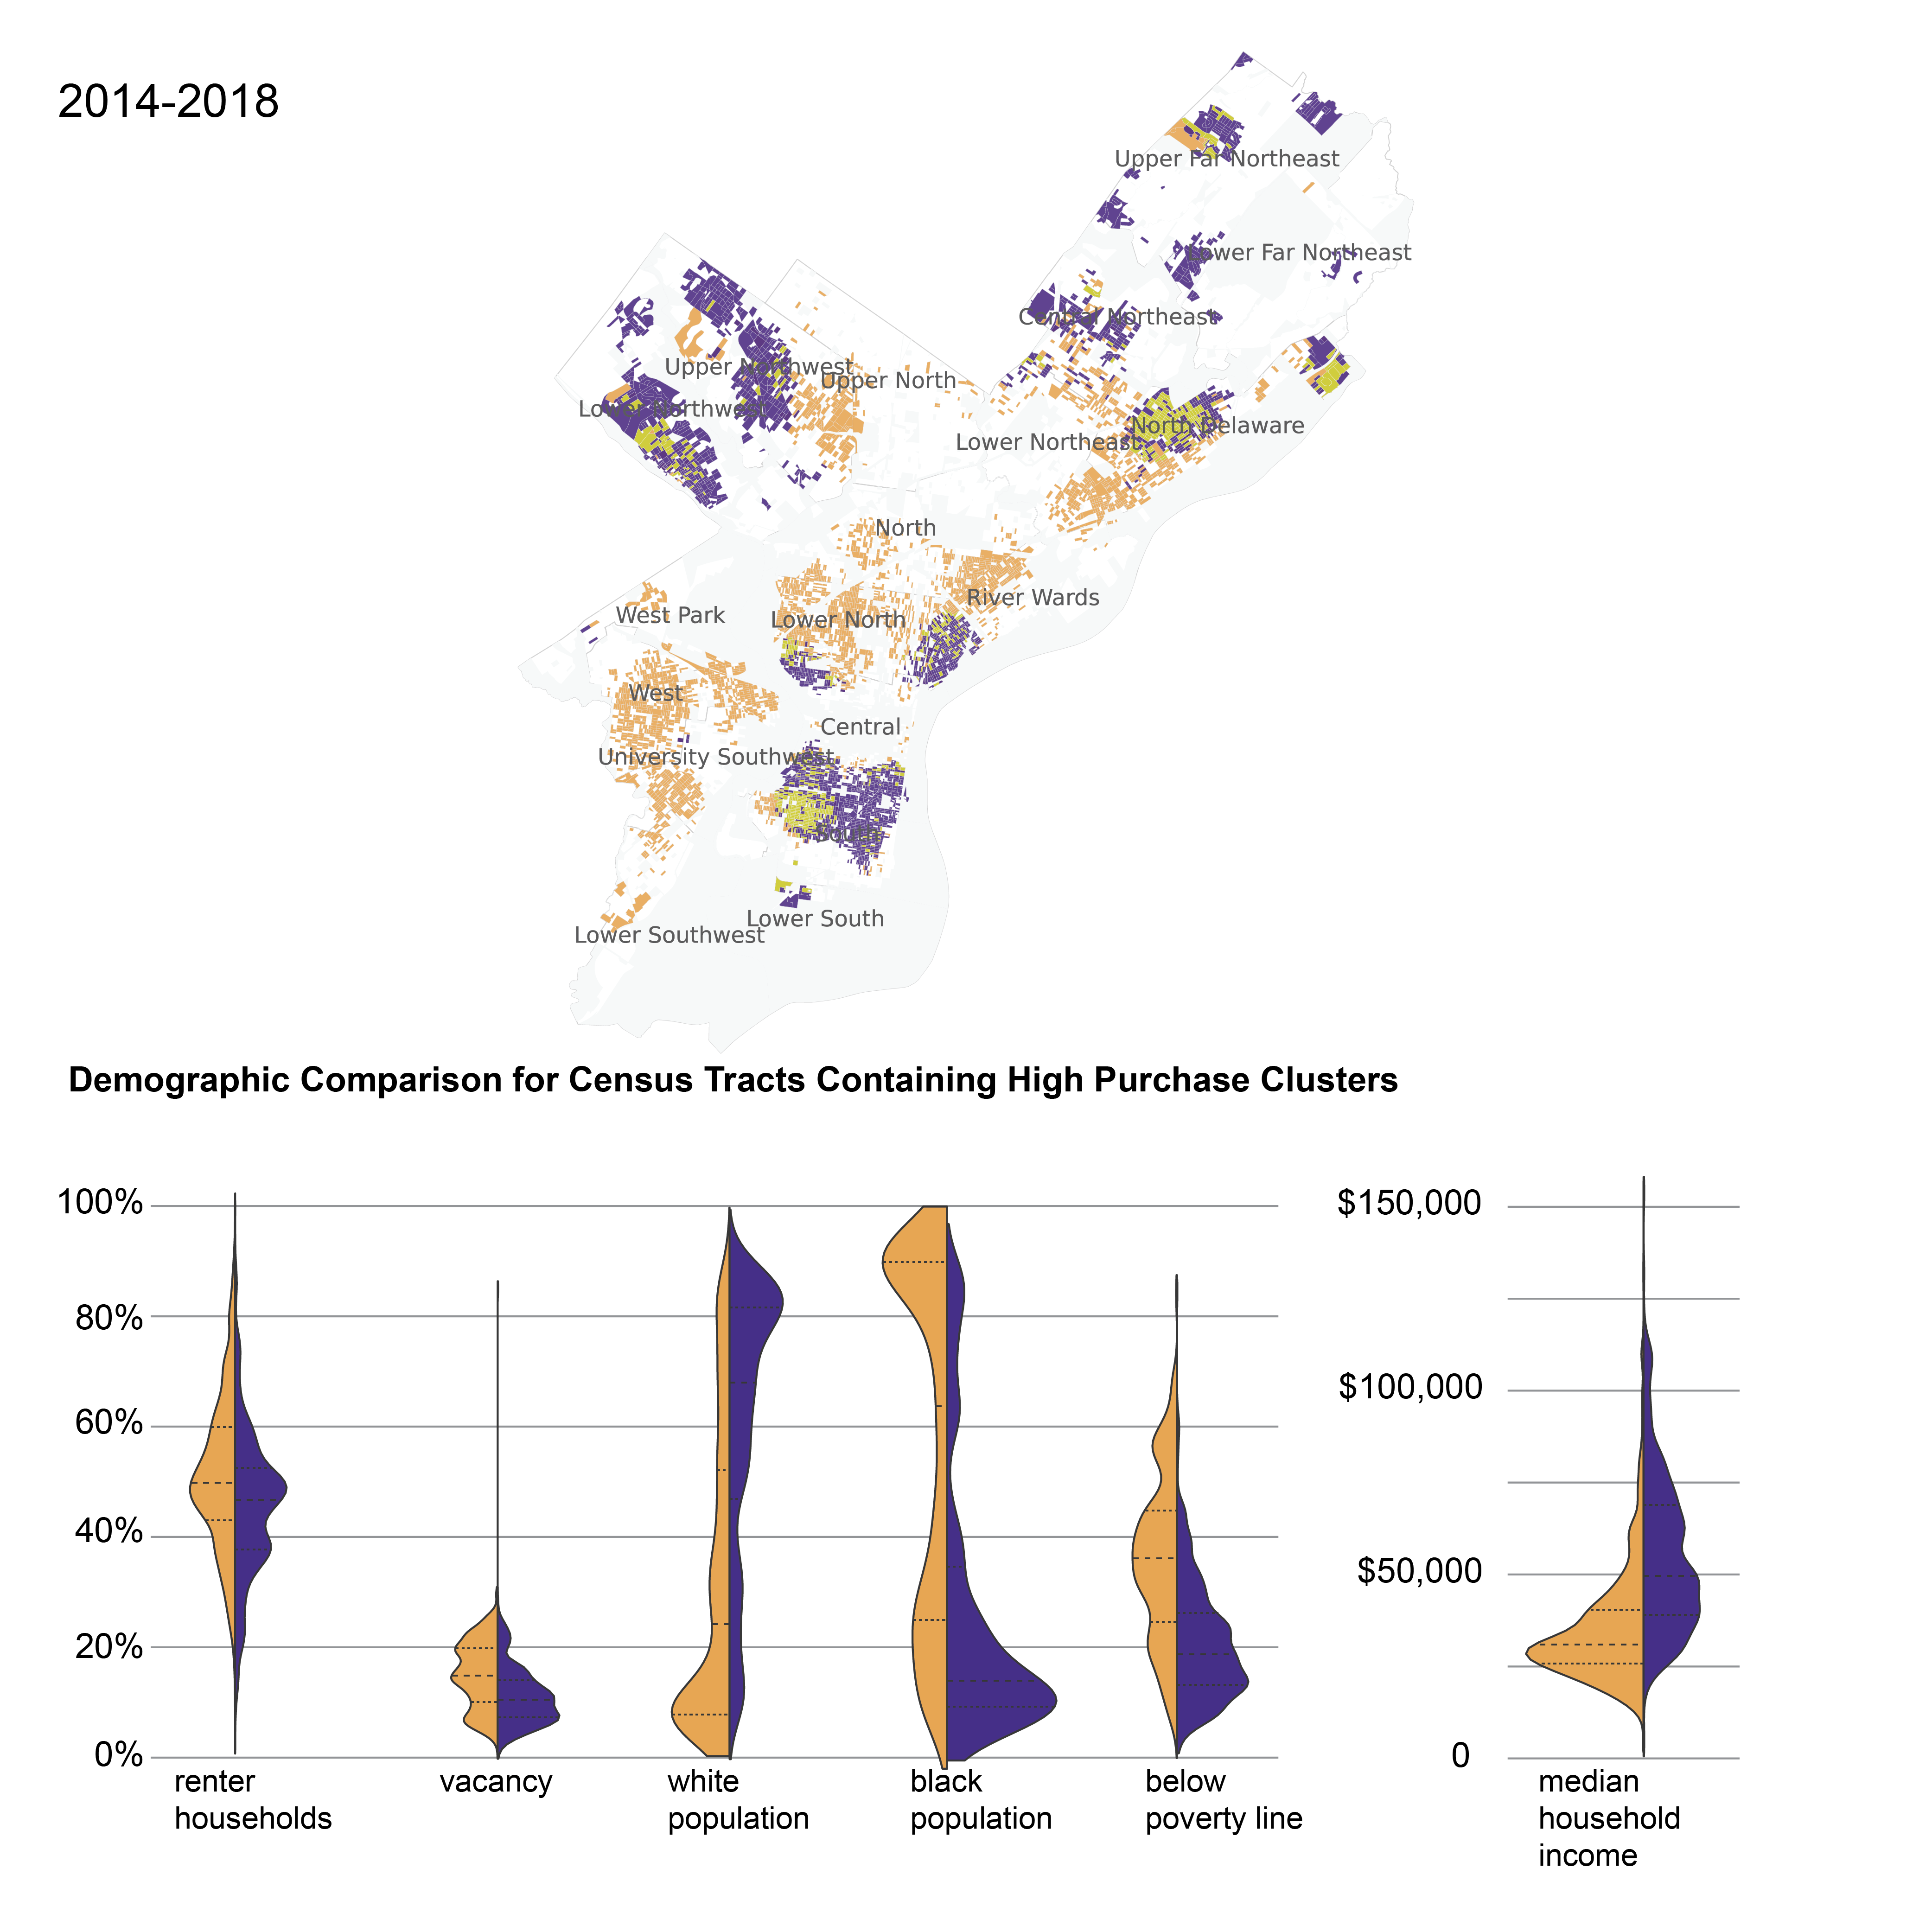 2014-2018
Upper Far Northeast
Lower Far Northeast
Central Northeast
Upper Northwest
Upper North
Lower Northwest
North Delaware
Lower Northeast
North
River Wards
West Park
Lower North
West
Central
University Southwest
South
Lower South
Lower Southwest
Demographic Comparison for Census Tracts Containing High Purchase Clusters
100%
80%
60%
40%
20%
0%
$150,000
$100,000
$50,000
0
renter
households
vacancy
white
population
black
population
below
poverty line
median
household
income